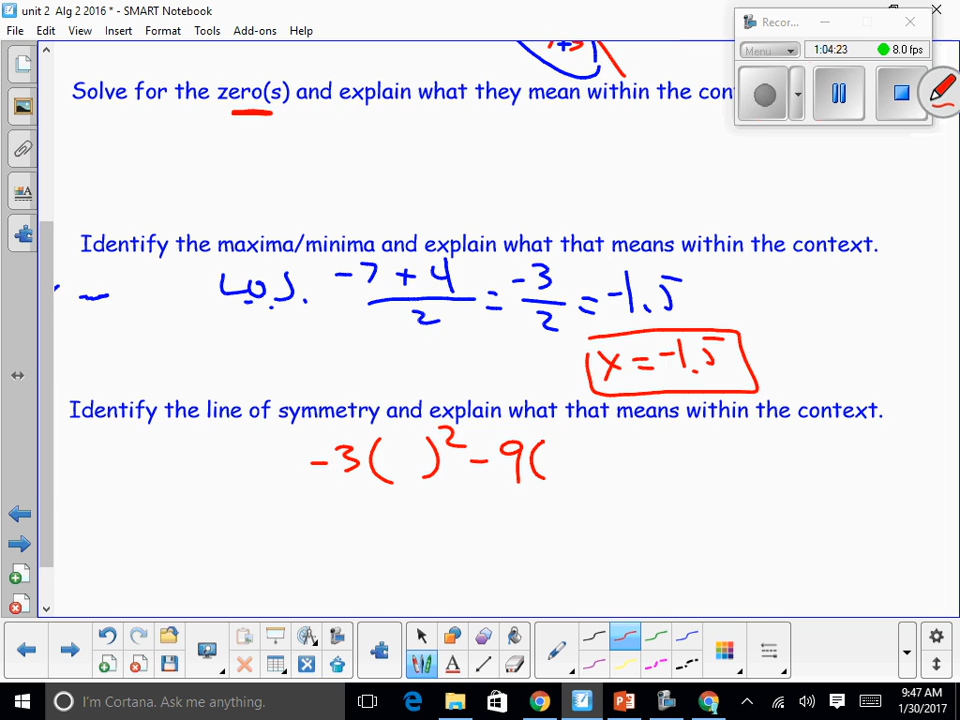 unit 2 Alg 2 2016 * - SMART Notebook
File Edit View Insert Format Tools Add-ons Help
Recor...
Menu 1:04:23 8.0 fps
Solve for the zero(s) and explain what they mean within the con
Identify the maxima/minima and explain what that means within the context.
L.O.S. -7 + 4 / 2 = -3 / 2 = -1.5
x = -1.5
Identify the line of symmetry and explain what that means within the context.
-3( )² - 9(
I'm Cortana. Ask me anything.
9:47 AM
1/30/2017